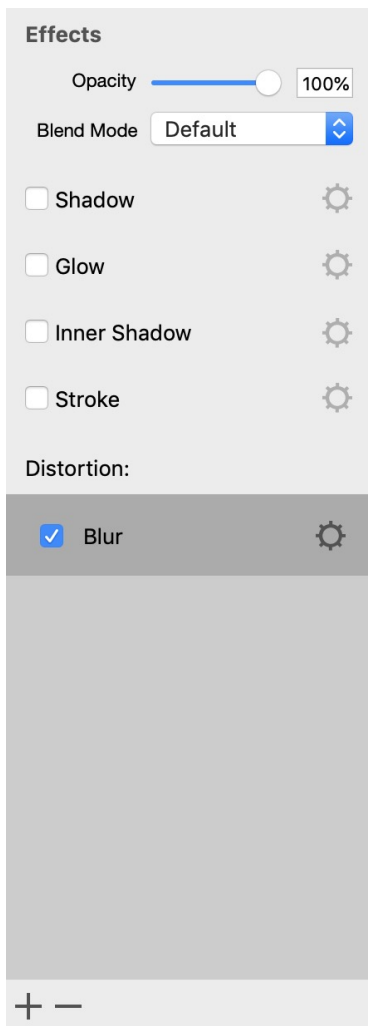 Effects
Opacity 100%
Blend Mode Default
Shadow
Glow
Inner Shadow
Stroke
Distortion:
Blur